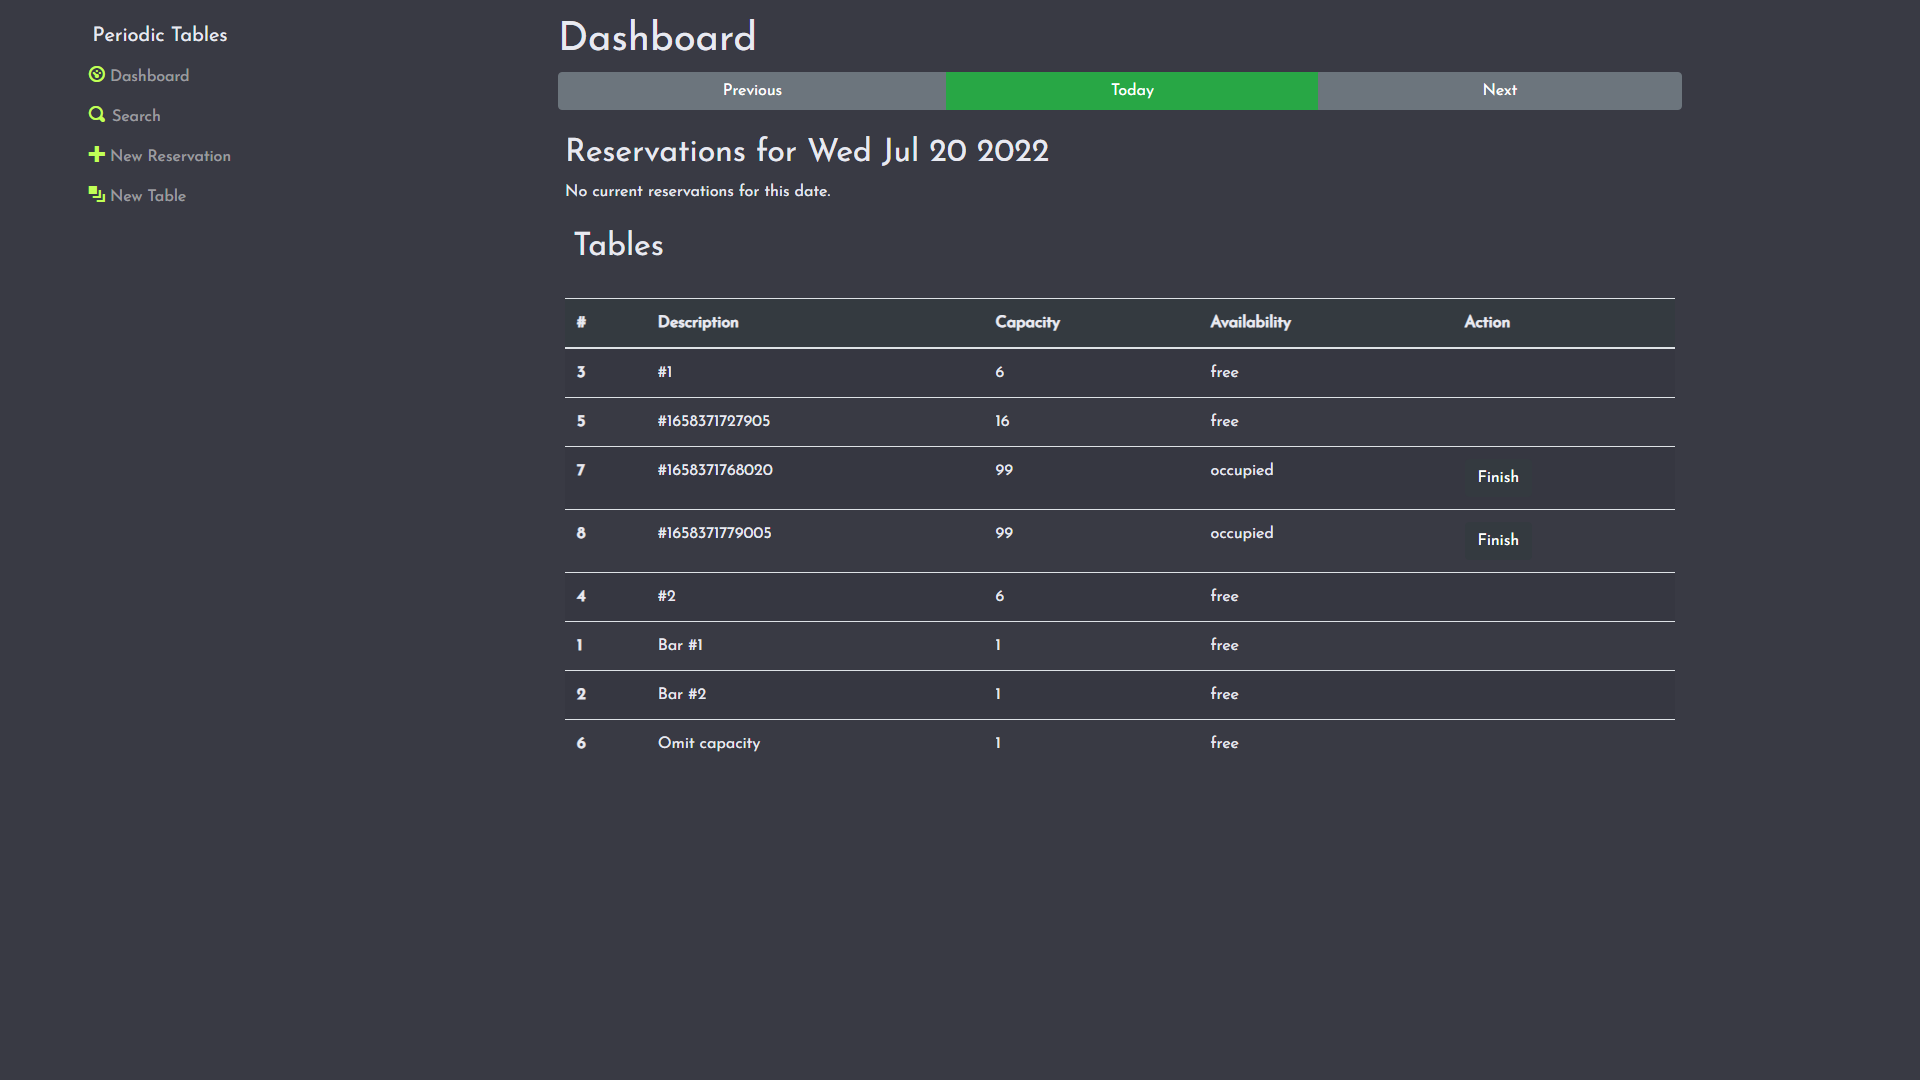 Periodic Tables
Dashboard
Search
New Reservation
New Table
Dashboard
Previous Today Next
Reservations for Wed Jul 20 2022
No current reservations for this date.
Tables
# Description Capacity Availability Action
3 #1 6 free
5 #1658371727905 16 free
7 #1658371768020 99 occupied Finish
8 #1658371779005 99 occupied Finish
4 #2 6 free
1 Bar #1 1 free
2 Bar #2 1 free
6 Omit capacity 1 free